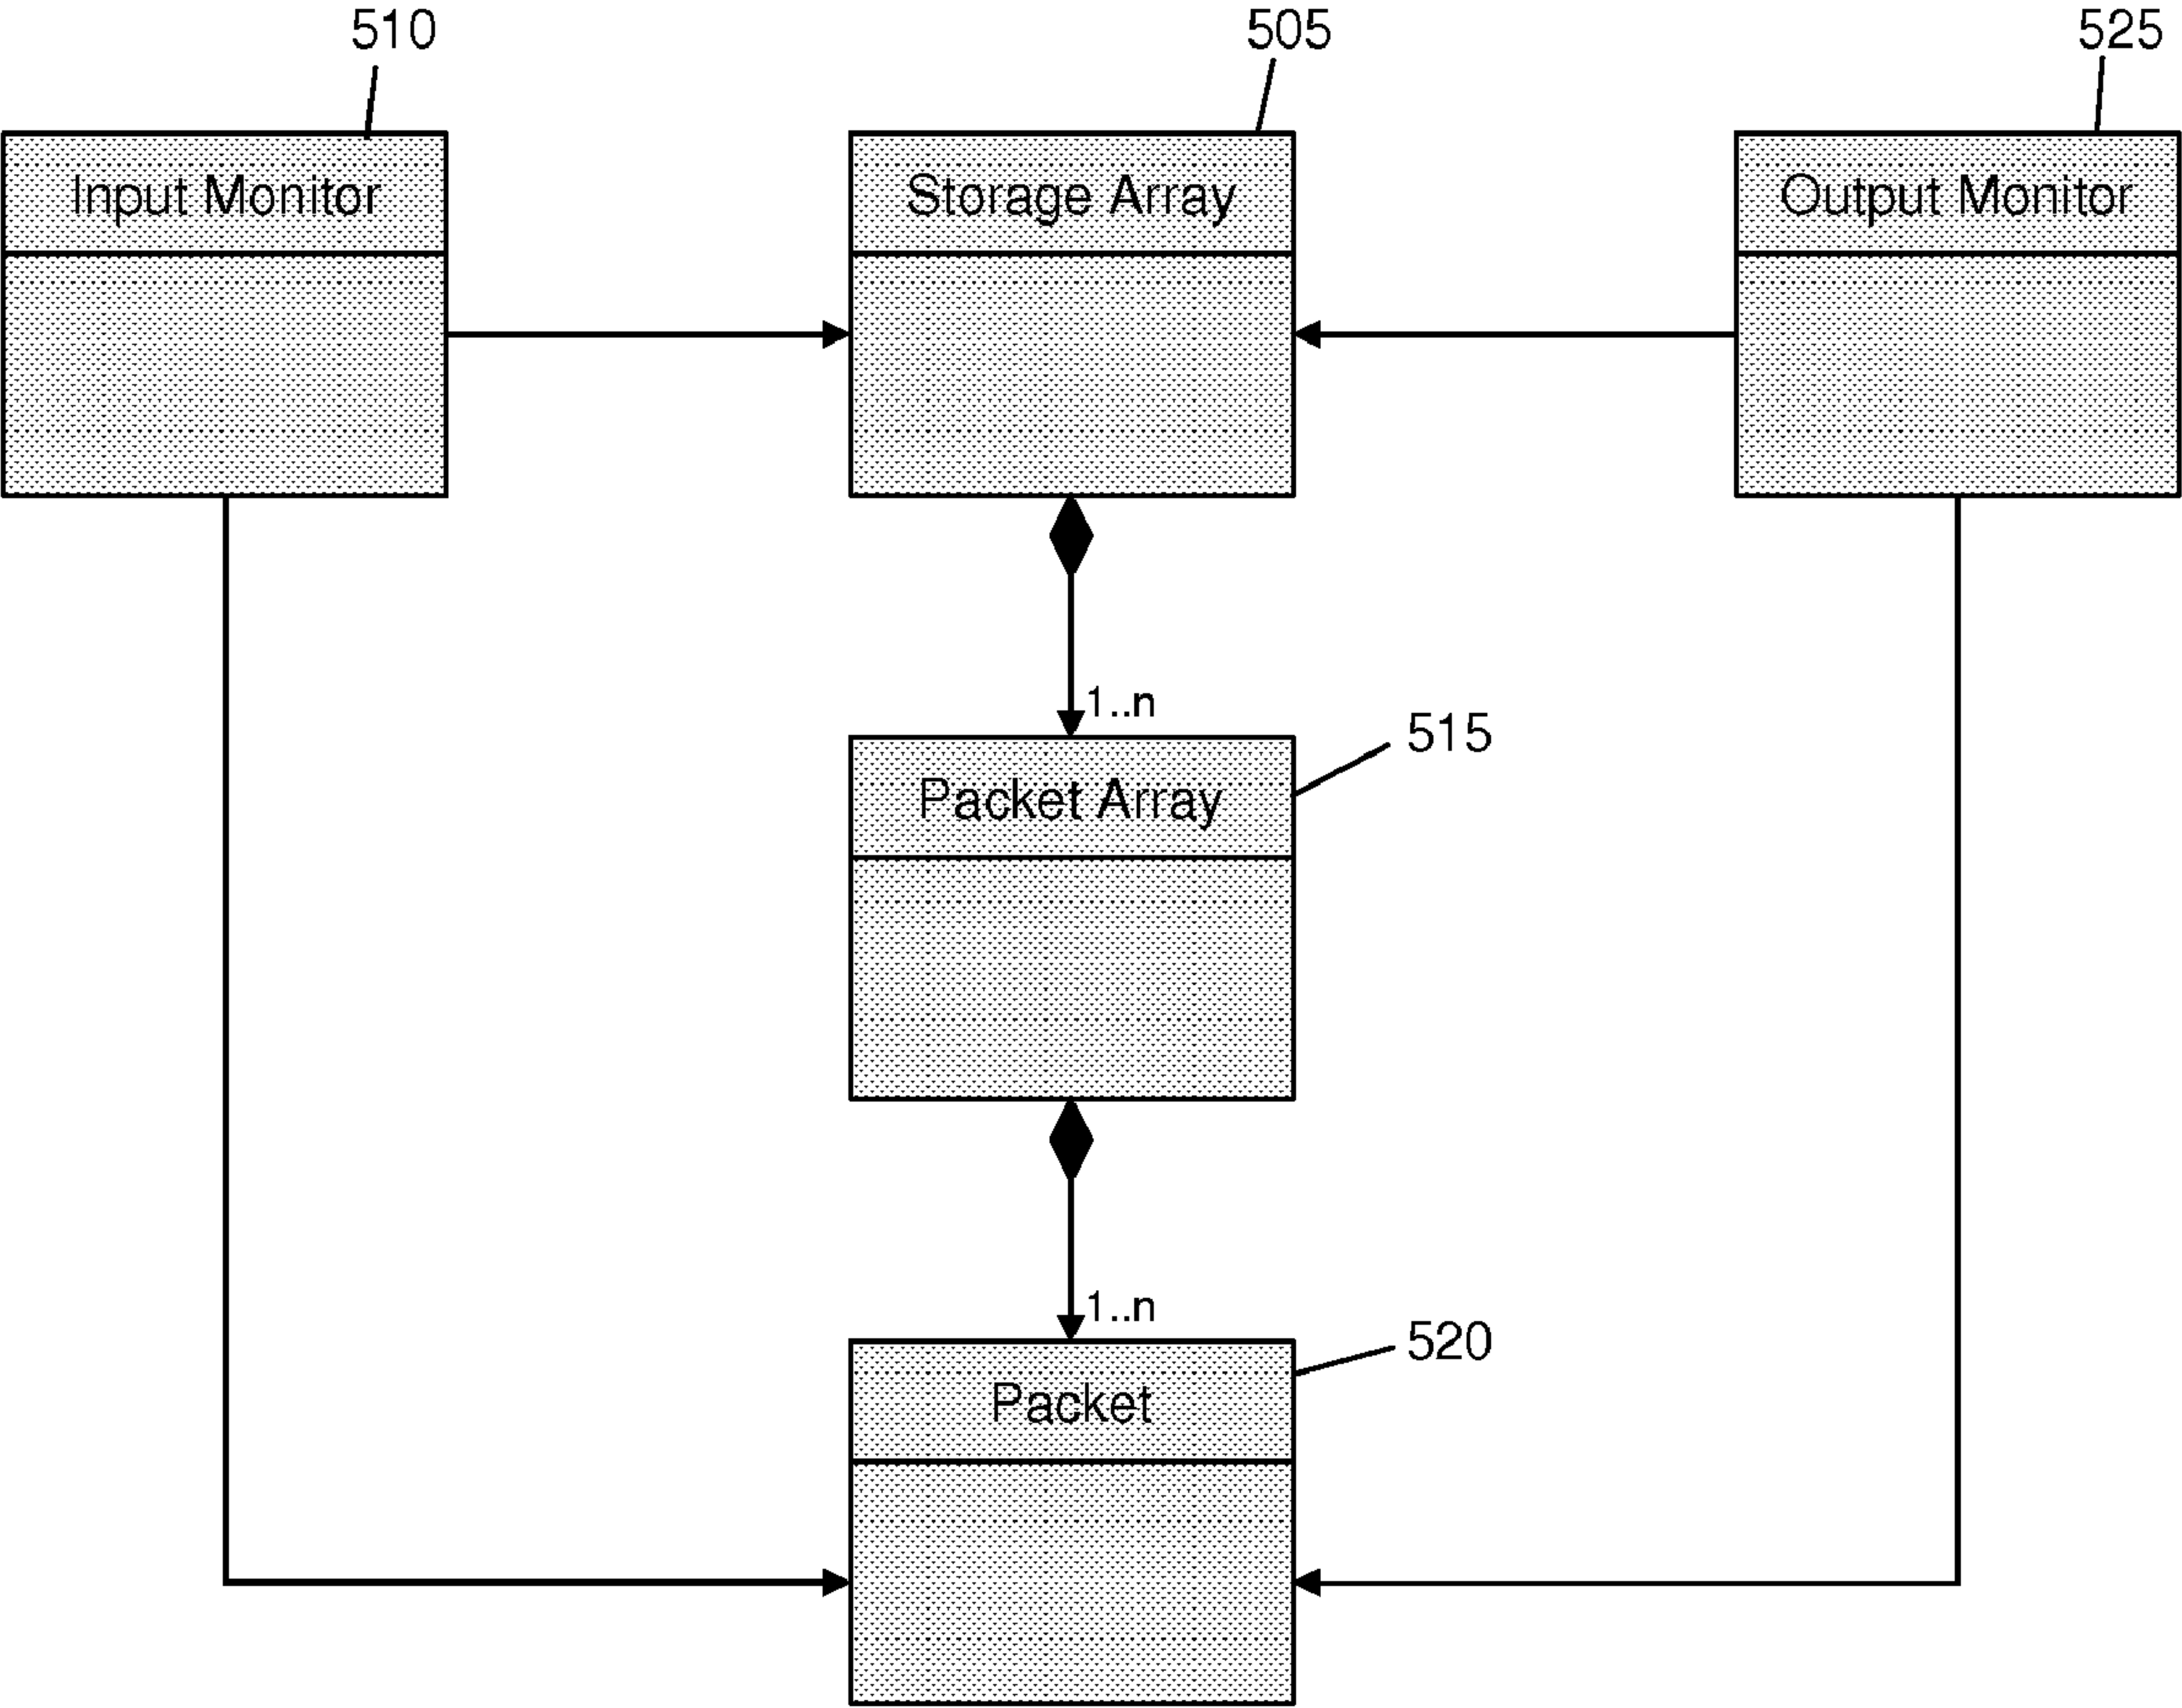 510
505
525
Input Monitor
Storage Array
Output Monitor
1..n
515
Packet Array
1..n
520
Packet